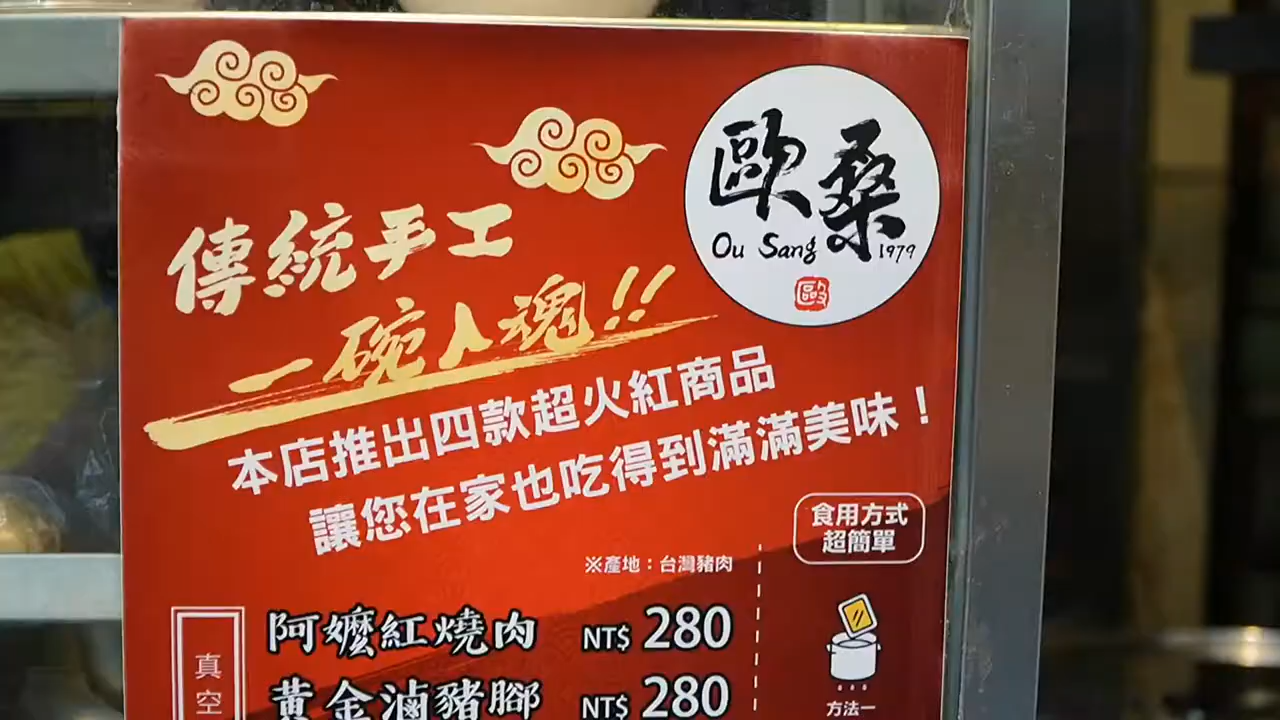 歐桑
Ou Sang 1979
歐
傳統手工
一碗入魂!!
本店推出四款超火紅商品
讓您在家也吃得到滿滿美味！
食用方式
超簡單
※產地：台灣豬肉
真空
阿嬤紅燒肉 NT$ 280
黃金滷豬腳 NT$ 280
方法一